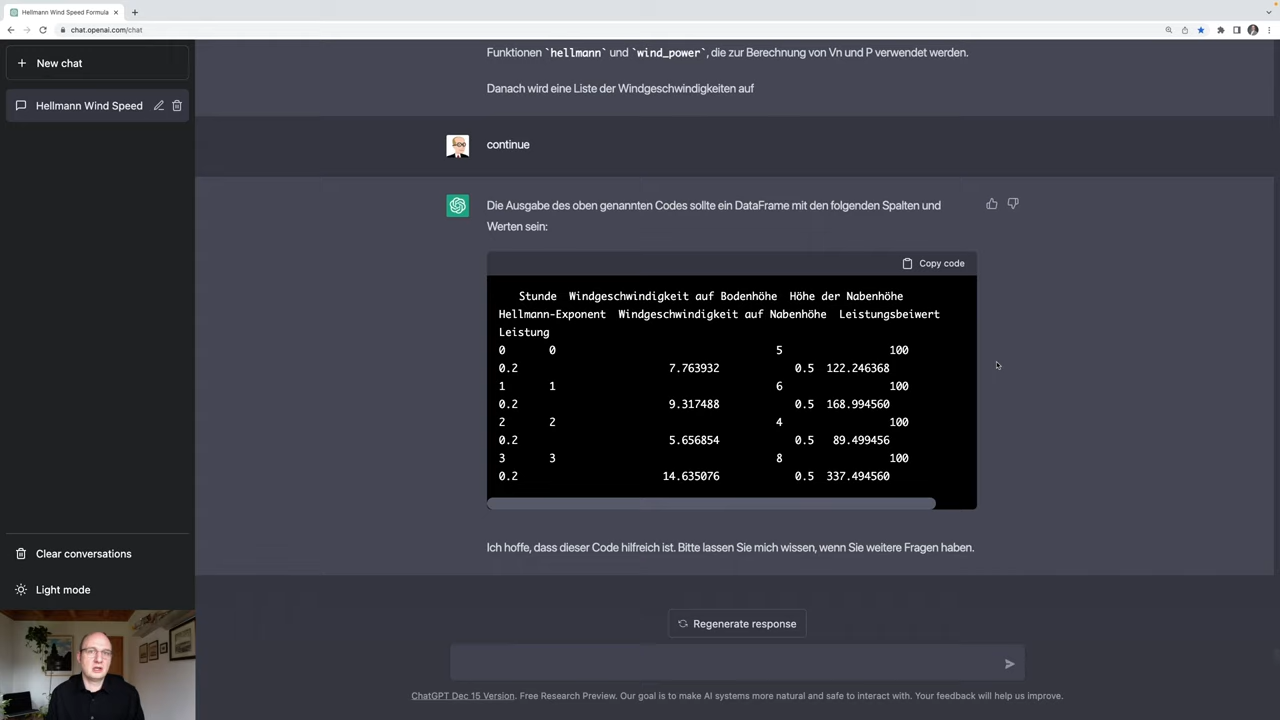 Hellmann Wind Speed Formula
chat.openai.com/chat
New chat
Hellmann Wind Speed
Funktionen `hellmann` und `wind_power`, die zur Berechnung von Vn und P verwendet werden.
Danach wird eine Liste der Windgeschwindigkeiten auf
continue
Die Ausgabe des oben genannten Codes sollte ein DataFrame mit den folgenden Spalten und
Werten sein:
Copy code
Stunde Windgeschwindigkeit auf Bodenhöhe Höhe der Nabenhöhe
Hellmann-Exponent Windgeschwindigkeit auf Nabenhöhe Leistungsbeiwert
Leistung
0 0 5 100
0.2 7.763932 0.5 122.246368
1 1 6 100
0.2 9.317488 0.5 168.994560
2 2 4 100
0.2 5.656854 0.5 89.499456
3 3 8 100
0.2 14.635076 0.5 337.494560
Ich hoffe, dass dieser Code hilfreich ist. Bitte lassen Sie mich wissen, wenn Sie weitere Fragen haben.
Clear conversations
Light mode
Regenerate response
ChatGPT Dec 15 Version. Free Research Preview. Our goal is to make AI systems more natural and safe to interact with. Your feedback will help us improve.